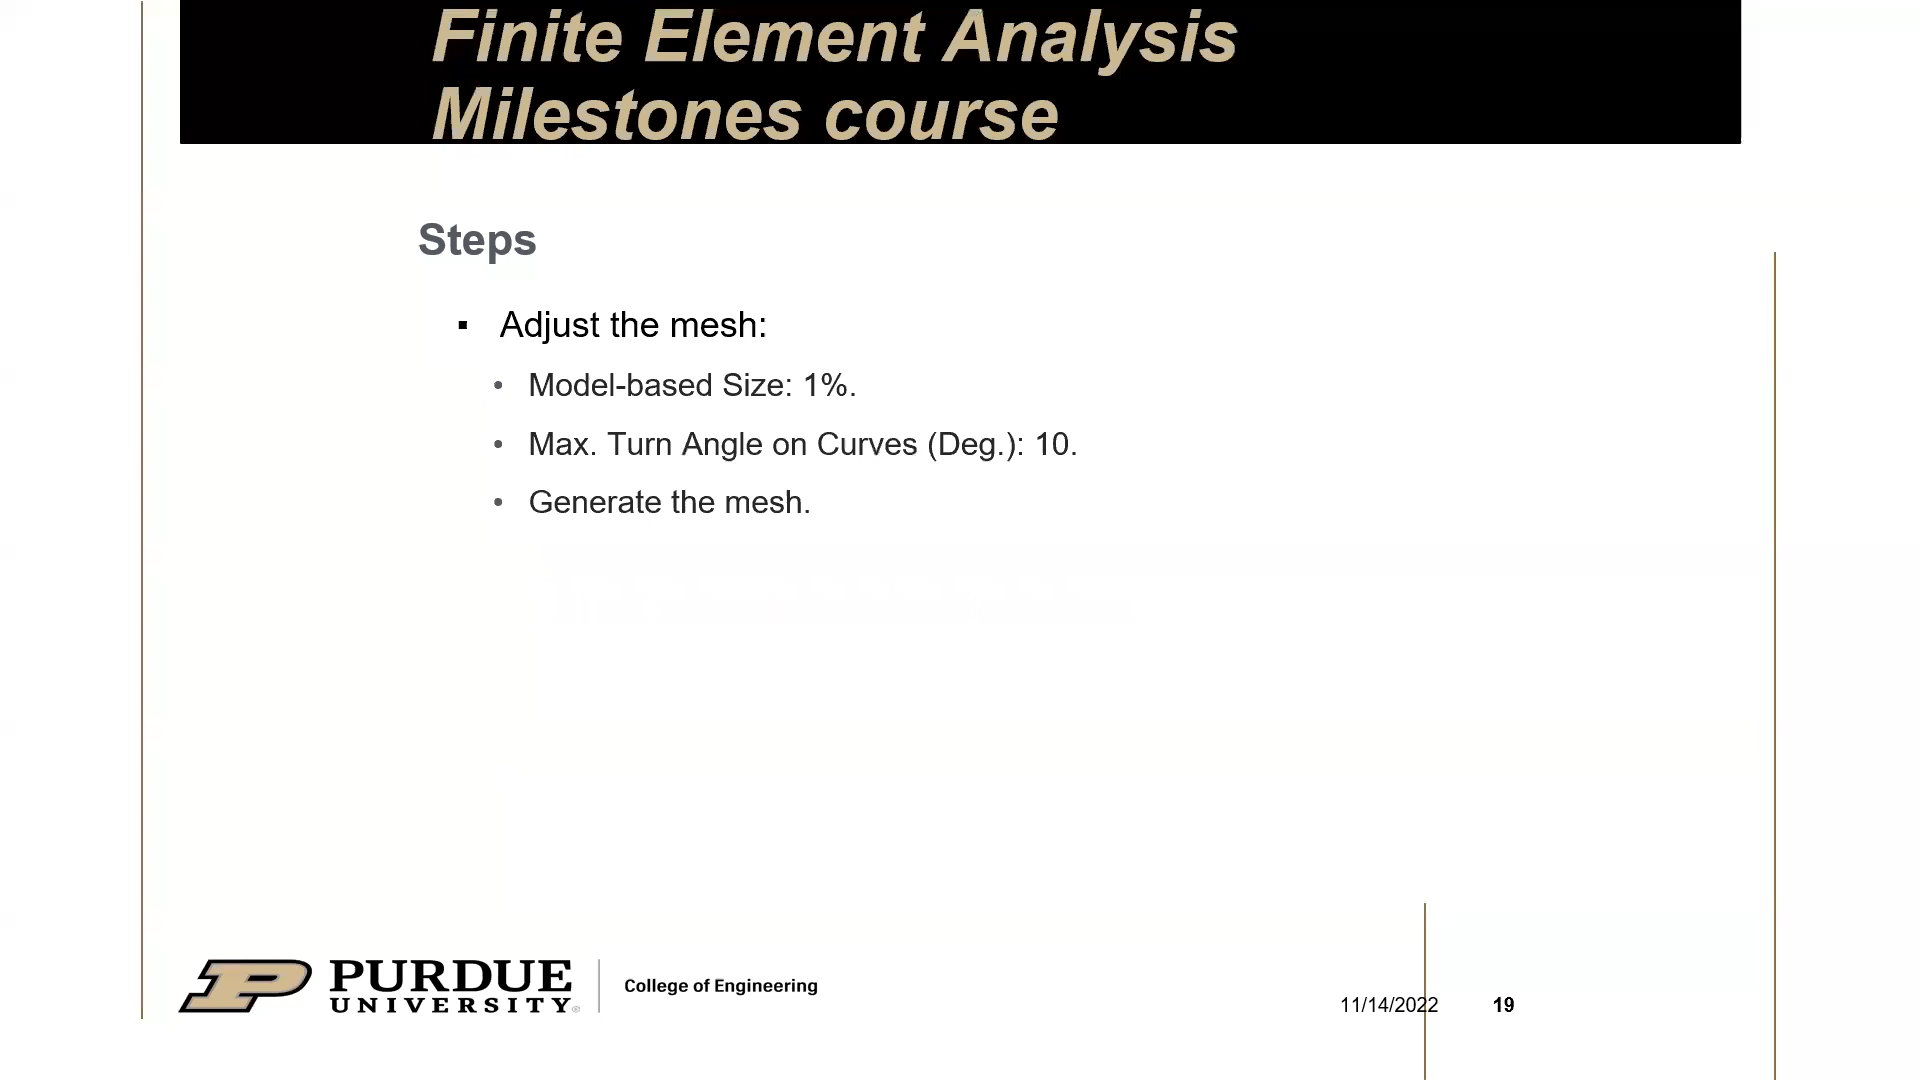 Finite Element Analysis
Milestones course
Steps
▪ Adjust the mesh:
• Model-based Size: 1%.
• Max. Turn Angle on Curves (Deg.): 10.
• Generate the mesh.
PURDUE
UNIVERSITY®
College of Engineering
11/14/2022
19